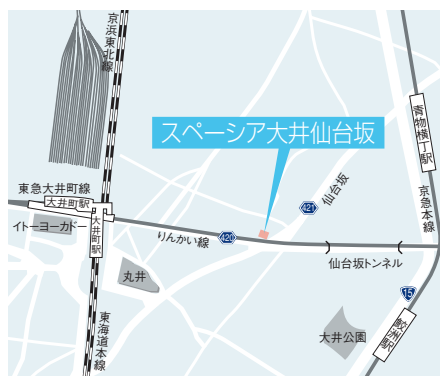 京浜東北線
スペーシア大井仙台坂
青物横丁駅
京急本線
仙台坂
421
東急大井町線
大井町駅
大井町駅
イトーヨーカドー
りんかい線
420
仙台坂トンネル
丸井
15
鮫洲駅
大井公園
東海道本線